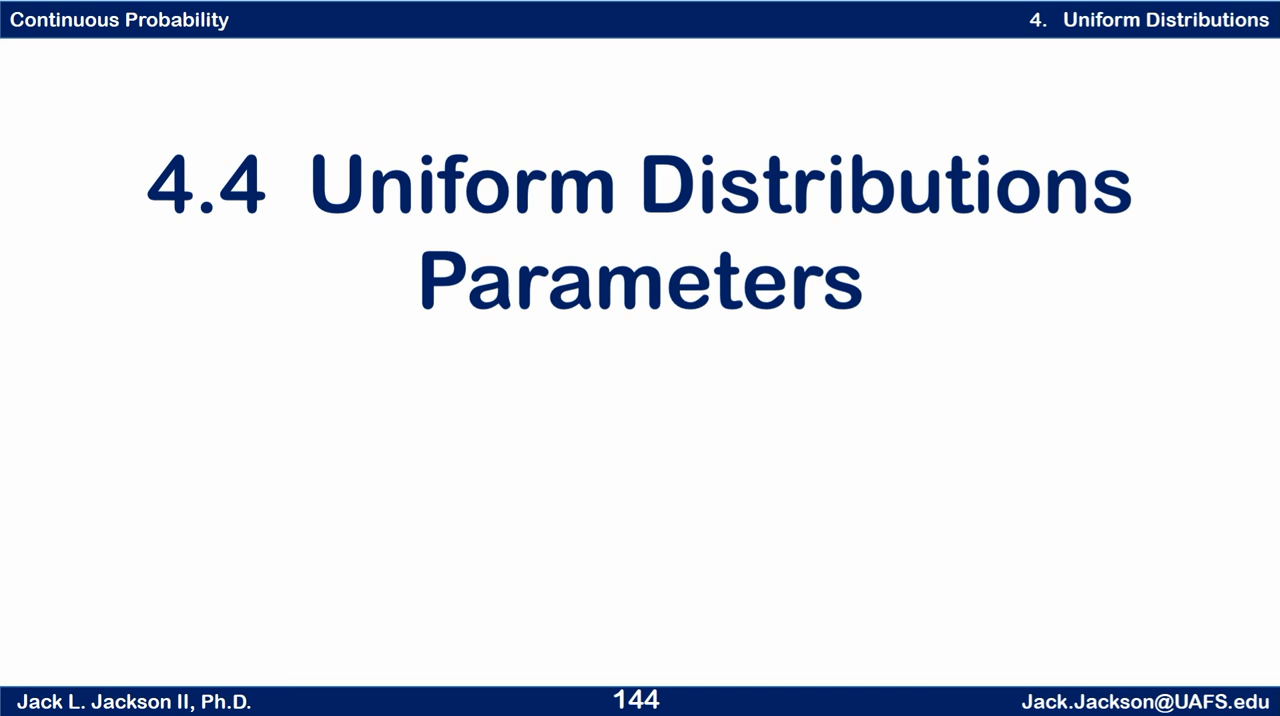 Continuous Probability
4. Uniform Distributions
4.4 Uniform Distributions
Parameters
Jack L. Jackson II, Ph.D.
144
Jack.Jackson@UAFS.edu